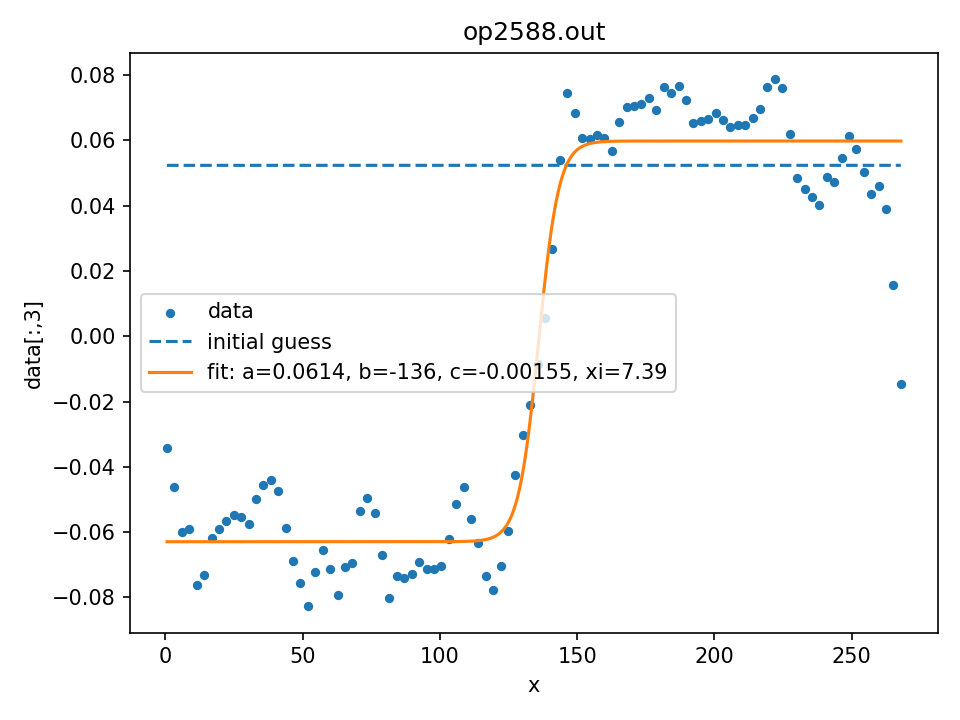 op2588.out
0.08
0.06
0.04
0.02
0.00
−0.02
−0.04
−0.06
−0.08
data[:,3]
data
initial guess
fit: a=0.0614, b=-136, c=-0.00155, xi=7.39
0 50 100 150 200 250
x